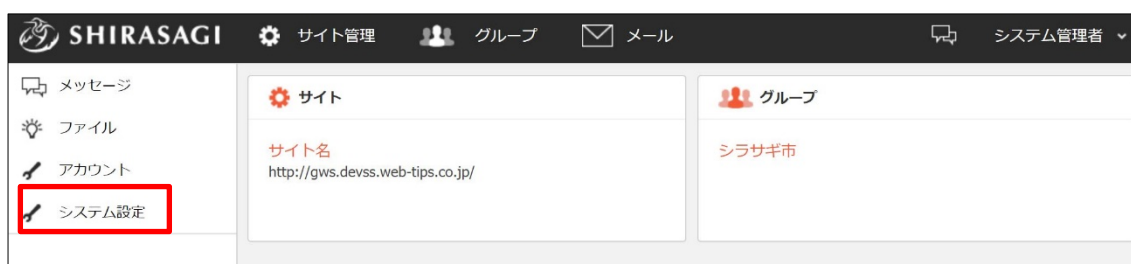 SHIRASAGI サイト管理 グループ メール システム管理者
メッセージ
ファイル
アカウント
システム設定
サイト
サイト名
http://gws.devss.web-tips.co.jp/
グループ
シラサギ市